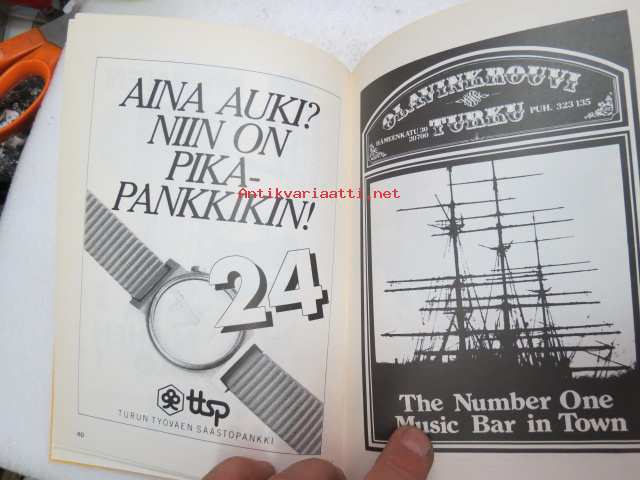 AINA AUKI?
NIIN ON
PIKA-
PANKKIKIN!
24
ttsp
TURUN TYÖVÄEN SÄÄSTÖPANKKI
40
OLAVINKROUVI
HÄMEENKATU 30
20700
TURKU
PUH. 323 135
The Number One
Music Bar in Town
Antikvariaatti.net